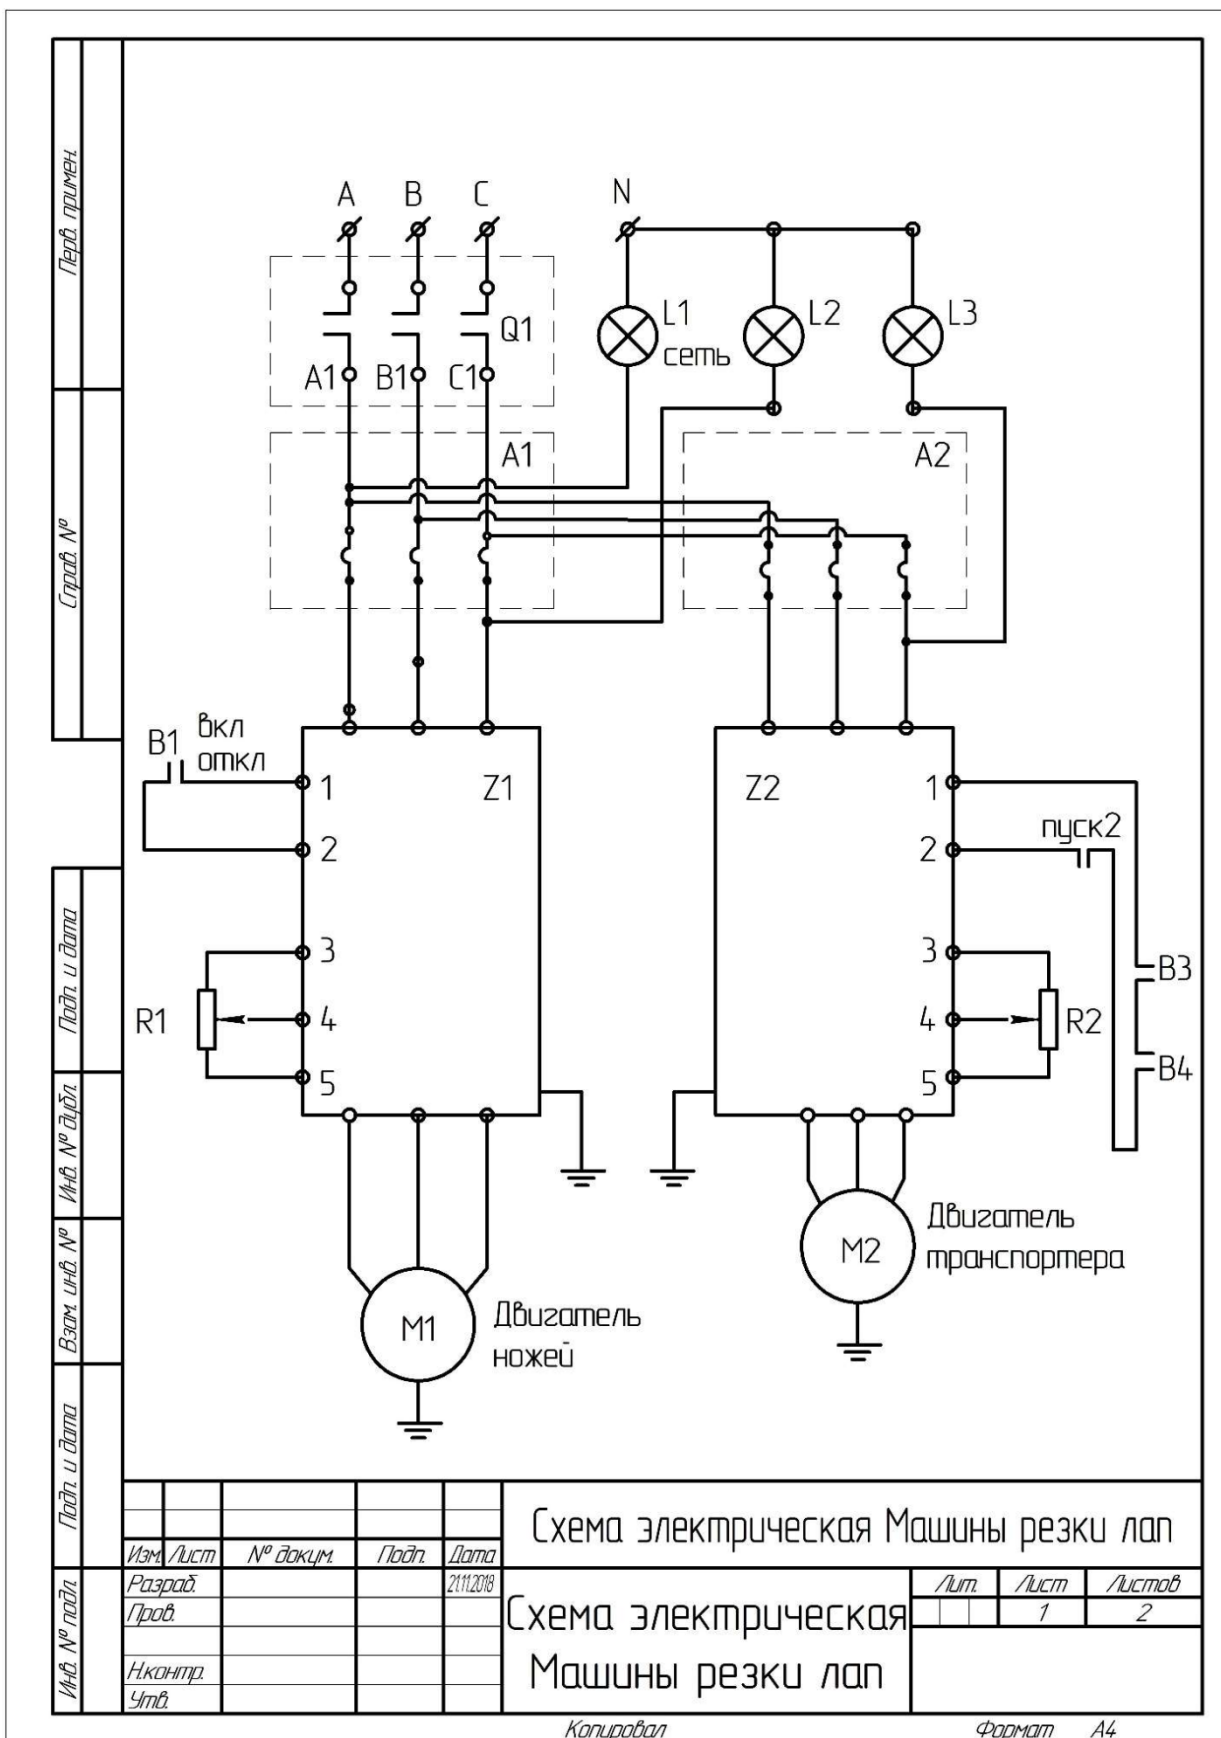 Перв. примен.
Справ. №
Подп. и дата
Инв. № дубл.
Взам. инв. №
Подп. и дата
Инв. № подл.
A
B
C
N
Q1
L1
сеть
L2
L3
A1
B1
C1
A1
A2
B1
вкл
откл
1
2
3
4
5
Z1
R1
Z2
1
2
3
4
5
пуск2
B3
B4
R2
M1
Двигатель
ножей
M2
Двигатель
транспортера
Схема электрическая Машины резки лап
Изм.
Лист
№ докум.
Подп.
Дата
Разраб.
21.11.2018
Пров.
Н.контр.
Утв.
Схема электрическая
Машины резки лап
Лит.
Лист
Листов
1
2
Копировал
Формат
A4